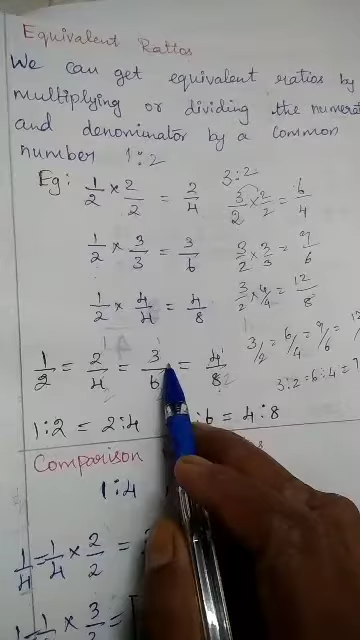 Equivalent Ratios
We can get equivalent ratios by
multiplying or dividing the numerat
and denominator by a common
number 1:2
Eg: 1/2 × 2/2 = 2/4
1/2 × 3/3 = 3/6
1/2 × 4/4 = 4/8
3:2
3/2 × 2/2 = 6/4
3/2 × 3/3 = 9/6
3/2 × 4/4 = 12/8
3/2 = 6/4 = 9/6 = 12
3:2 = 6:4 =
1/2 = 2/4 = 3/6 = 4/8
1:2 = 2:4 :6 = 4:8
Comparison
1:4
1/4 = 1/4 × 2/2 =
1 × 3/3 =